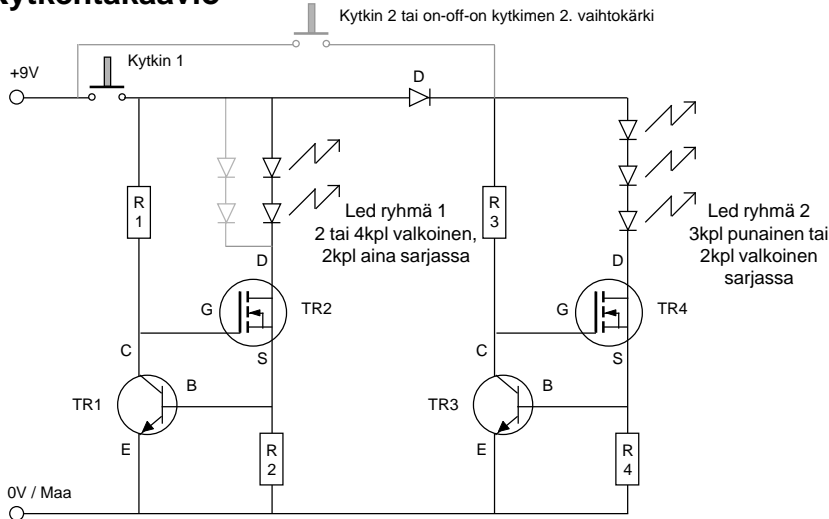 Kytkin 2 tai on-off-on kytkimen 2. vaihtokärki
Kytkin 1
+9V
D
R
1
R
3
Led ryhmä 1
2 tai 4kpl valkoinen,
2kpl aina sarjassa
Led ryhmä 2
3kpl punainen tai
2kpl valkoinen
sarjassa
D
G
TR2
S
D
G
TR4
S
C
B
TR1
E
C
B
TR3
E
R
2
R
4
0V / Maa